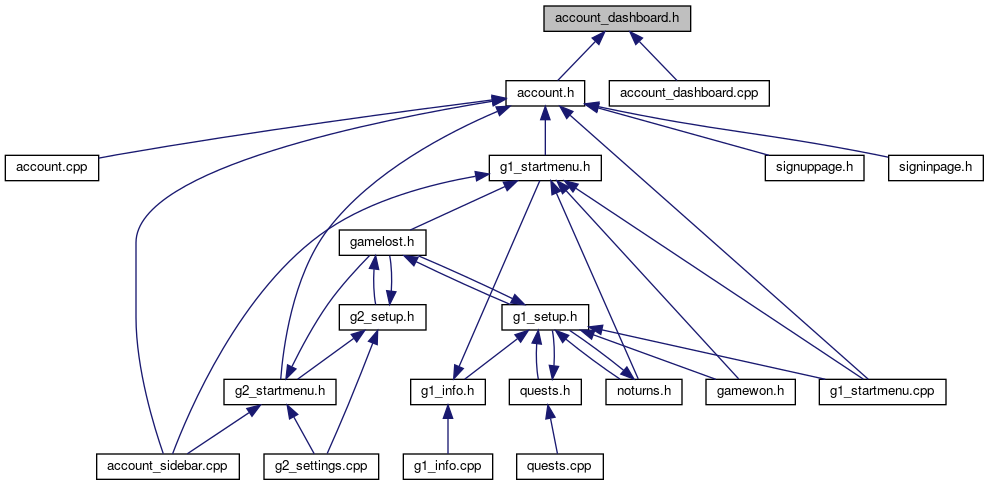 account_dashboard.h
account.h
account_dashboard.cpp
account.cpp
g1_startmenu.h
signuppage.h
signinpage.h
gamelost.h
g2_setup.h
g1_setup.h
g2_startmenu.h
g1_info.h
quests.h
noturns.h
gamewon.h
g1_startmenu.cpp
account_sidebar.cpp
g2_settings.cpp
g1_info.cpp
quests.cpp